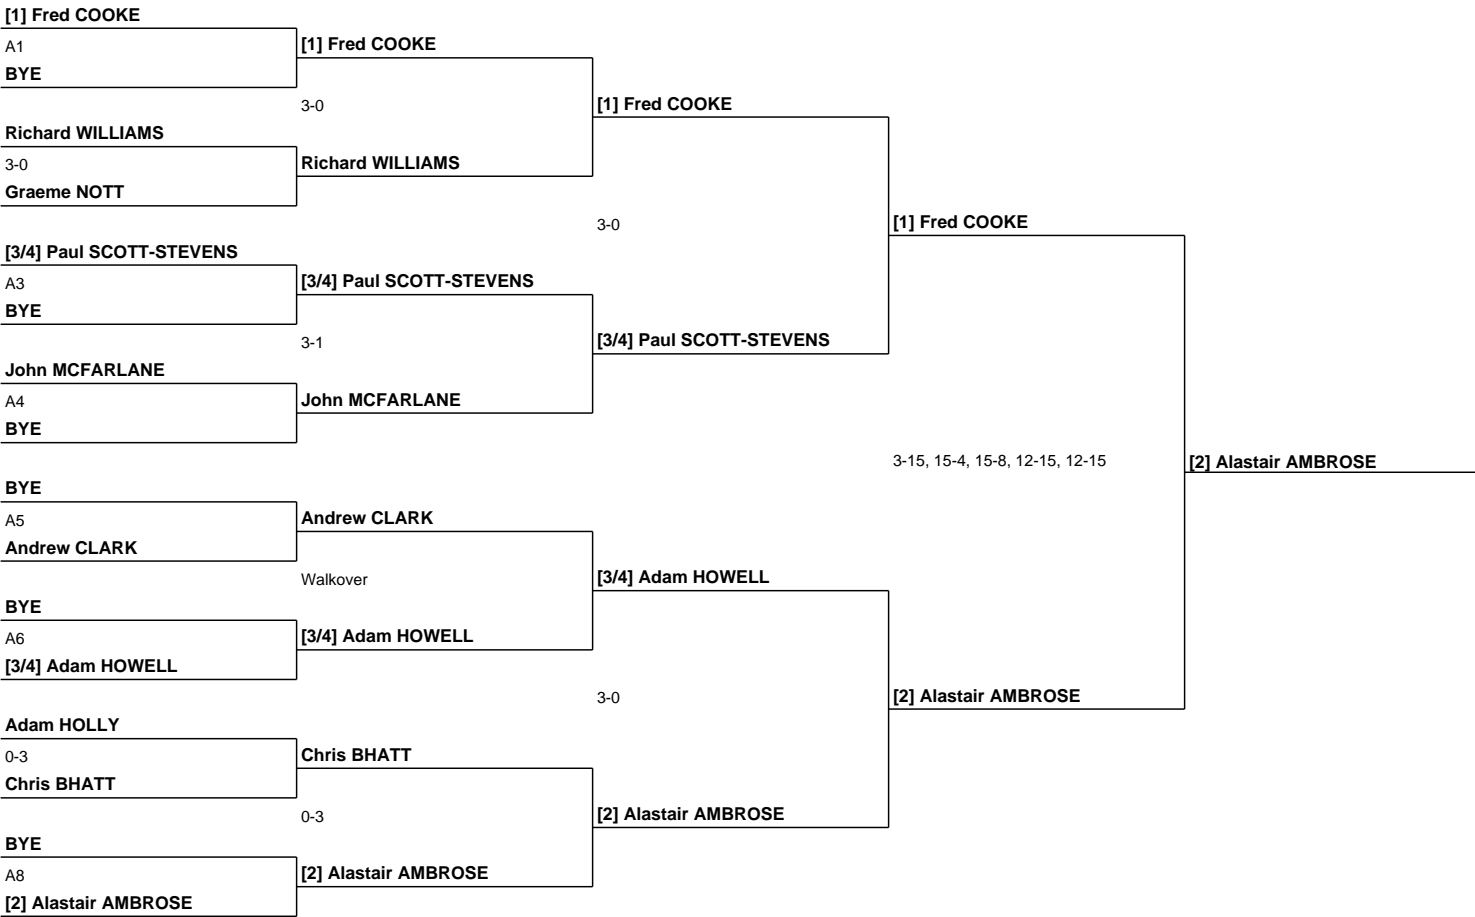 [1] Fred COOKE
A1
BYE
Richard WILLIAMS
3-0
Graeme NOTT
[3/4] Paul SCOTT-STEVENS
A3
BYE
John MCFARLANE
A4
BYE
BYE
A5
Andrew CLARK
BYE
A6
[3/4] Adam HOWELL
Adam HOLLY
0-3
Chris BHATT
BYE
A8
[2] Alastair AMBROSE
[1] Fred COOKE
3-0
Richard WILLIAMS
[3/4] Paul SCOTT-STEVENS
3-1
John MCFARLANE
Andrew CLARK
Walkover
[3/4] Adam HOWELL
Chris BHATT
0-3
[2] Alastair AMBROSE
[1] Fred COOKE
3-0
[3/4] Paul SCOTT-STEVENS
[3/4] Adam HOWELL
3-0
[2] Alastair AMBROSE
[1] Fred COOKE
3-15, 15-4, 15-8, 12-15, 12-15
[2] Alastair AMBROSE
[2] Alastair AMBROSE